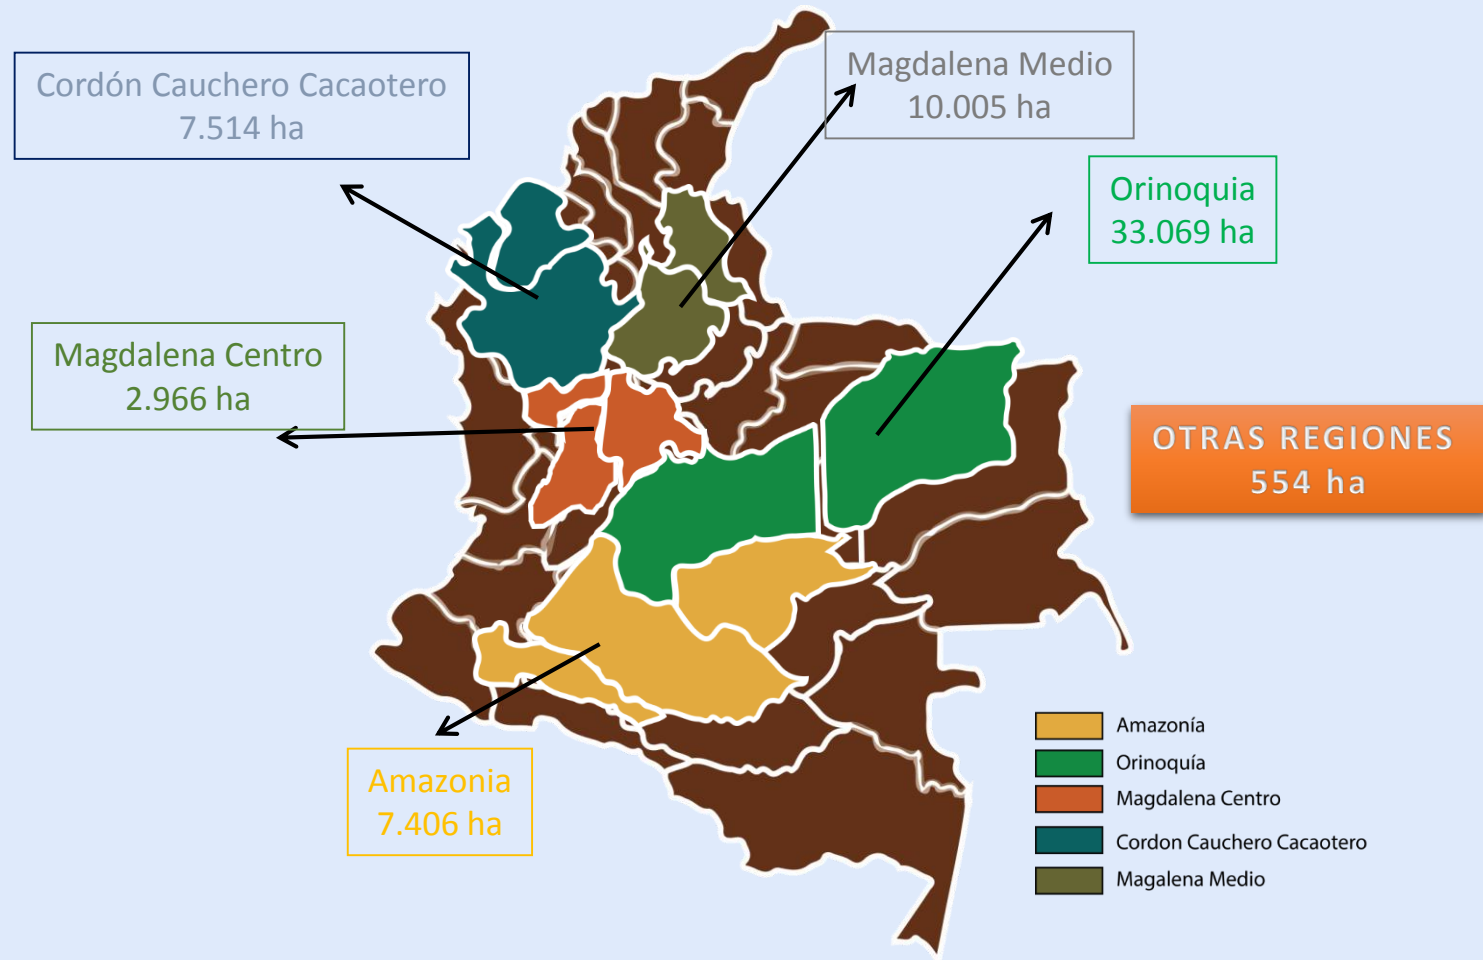 Cordón Cauchero Cacaotero
7.514 ha
Magdalena Medio
10.005 ha
Orinoquia
33.069 ha
Magdalena Centro
2.966 ha
OTRAS REGIONES
554 ha
Amazonia
7.406 ha
Amazonía
Orinoquía
Magdalena Centro
Cordon Cauchero Cacaotero
Magalena Medio